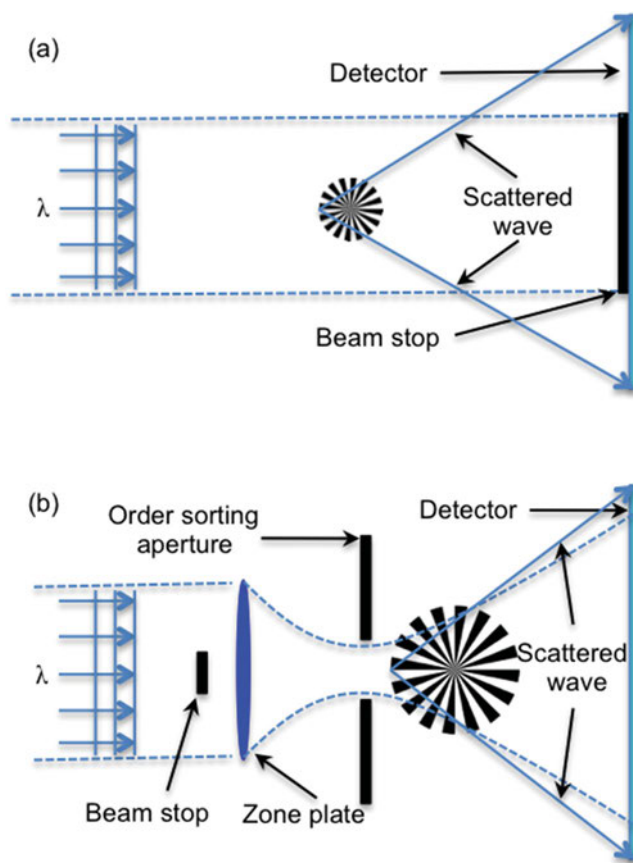 (a)
Detector
λ
Scattered
wave
Beam stop
(b)
Order sorting
aperture
Detector
λ
Scattered
wave
Beam stop
Zone plate